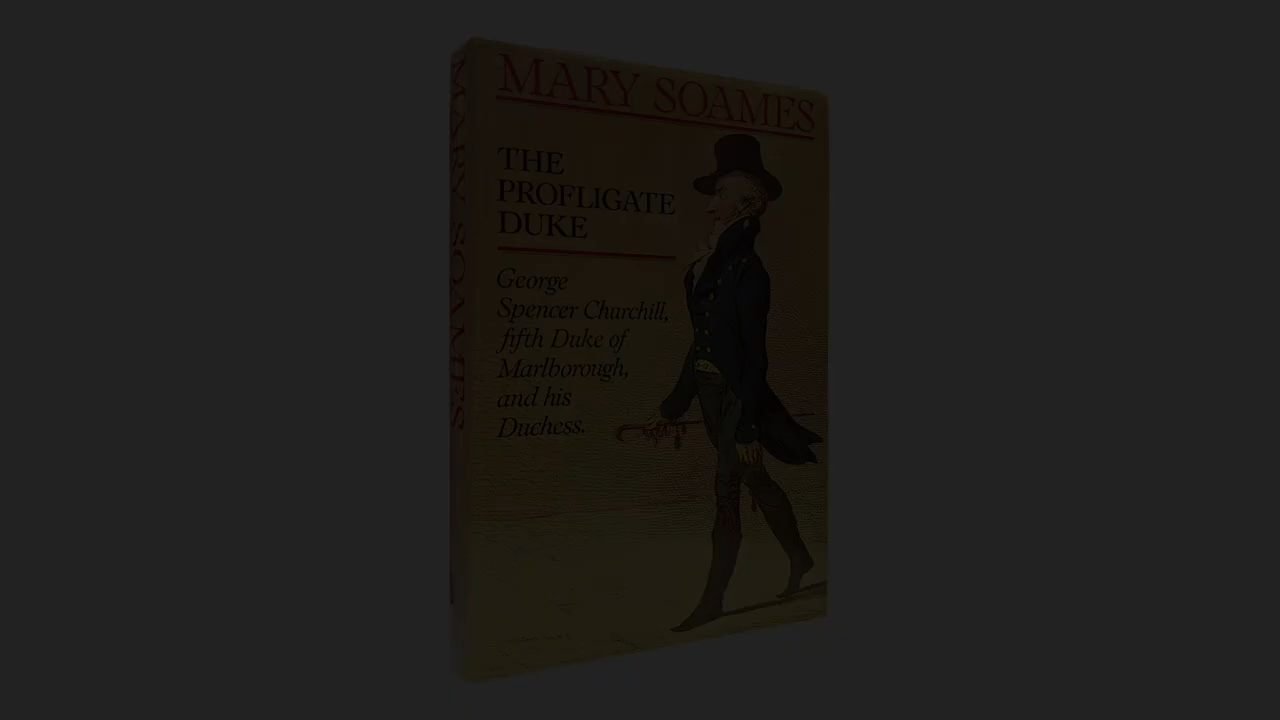 MARY SOAMES
MARY SOAMES
THE
PROFLIGATE
DUKE
George
Spencer Churchill,
fifth Duke of
Marlborough,
and his
Duchess.